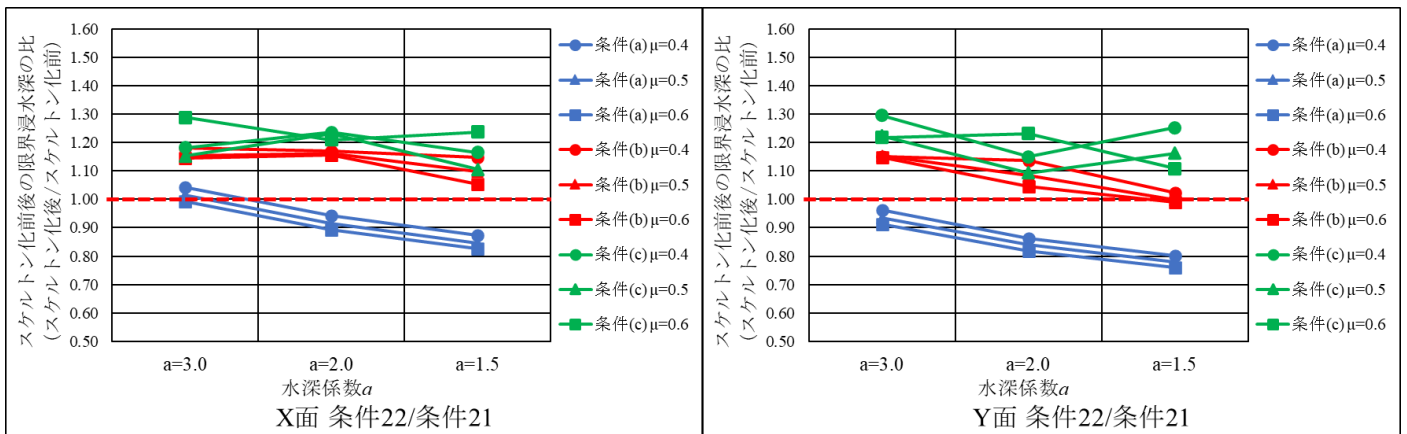 スケルトン化前後の限界浸水深の比
(スケルトン化後/スケルトン化前)
1.60
1.50
1.40
1.30
1.20
1.10
1.00
0.90
0.80
0.70
0.60
0.50
a=3.0
a=2.0
a=1.5
水深係数a
X面 条件22/条件21
条件(a) μ=0.4
条件(a) μ=0.5
条件(a) μ=0.6
条件(b) μ=0.4
条件(b) μ=0.5
条件(b) μ=0.6
条件(c) μ=0.4
条件(c) μ=0.5
条件(c) μ=0.6
スケルトン化前後の限界浸水深の比
(スケルトン化後/スケルトン化前)
1.60
1.50
1.40
1.30
1.20
1.10
1.00
0.90
0.80
0.70
0.60
0.50
a=3.0
a=2.0
a=1.5
水深係数a
Y面 条件22/条件21
条件(a) μ=0.4
条件(a) μ=0.5
条件(a) μ=0.6
条件(b) μ=0.4
条件(b) μ=0.5
条件(b) μ=0.6
条件(c) μ=0.4
条件(c) μ=0.5
条件(c) μ=0.6